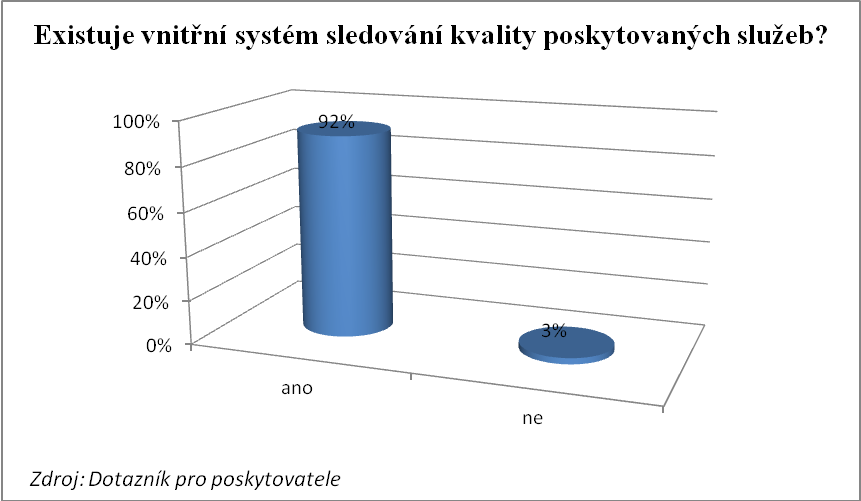 Existuje vnitřní systém sledování kvality poskytovaných služeb?
100%
80%
60%
40%
20%
0%
92%
3%
ano
ne
Zdroj: Dotazník pro poskytovatele